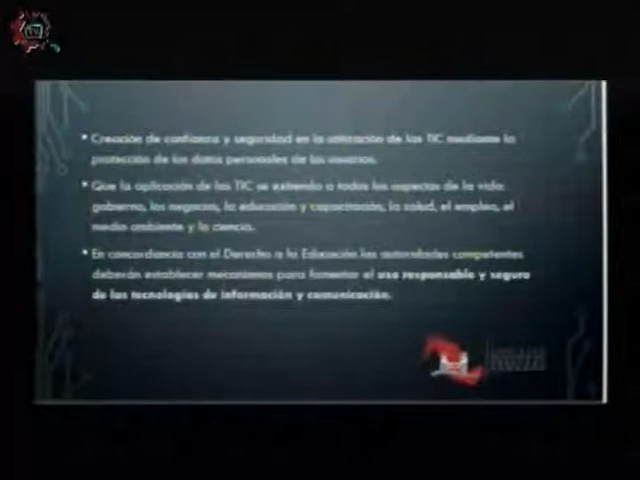 TV
• Creación de confianza y seguridad en la utilización de las TIC mediante la
protección de los datos personales de los usuarios.
• Que la aplicación de las TIC se extienda a todos los aspectos de la vida:
gobierno, los negocios, la educación y capacitación, la salud, el empleo, el
medio ambiente y la ciencia.
• En concordancia con el Derecho a la Educación las autoridades competentes
deberán establecer mecanismos para fomentar el uso responsable y seguro
de las tecnologías de información y comunicación.